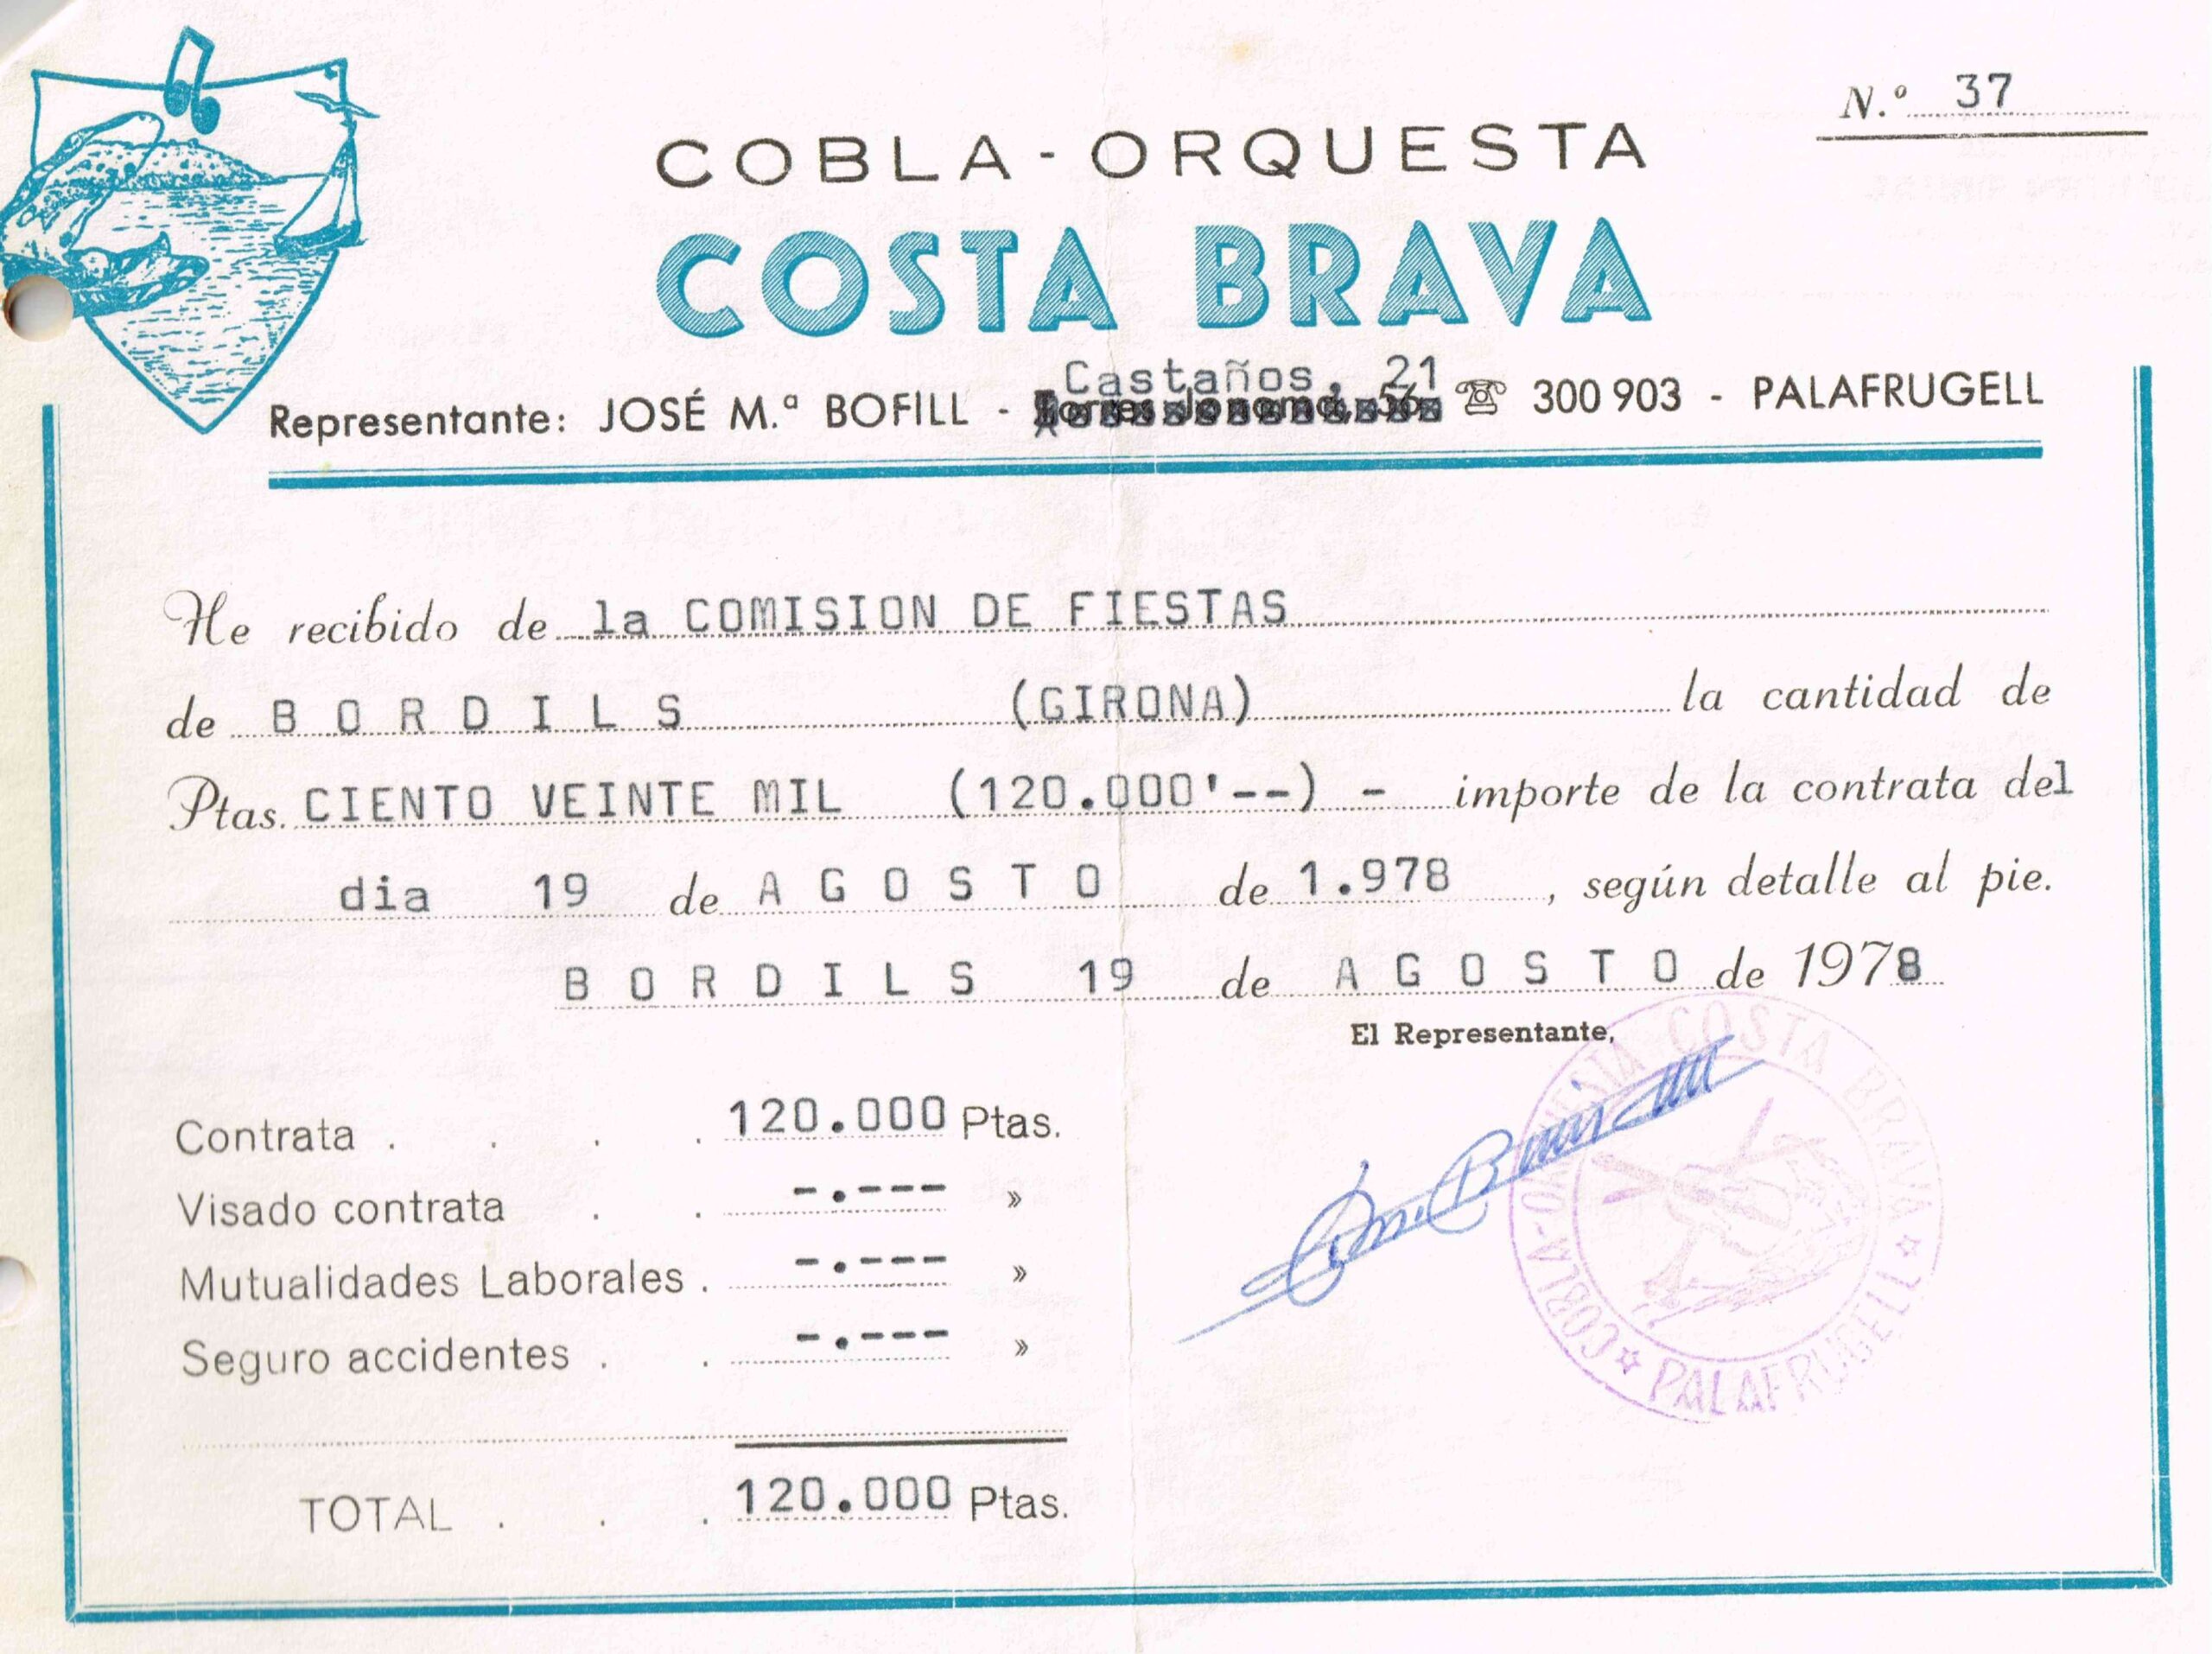 N.º 37
COBLA - ORQUESTA
COSTA BRAVA
Castaños, 21
Representante: JOSÉ M.ª BOFILL - Torres Jonama, 56 ☎ 300 903 - PALAFRUGELL
He recibido de la COMISION DE FIESTAS
de B O R D I L S (GIRONA) la cantidad de
Ptas. CIENTO VEINTE MIL (120.000'--) - importe de la contrata del
dia 19 de A G O S T O de 1.978 , según detalle al pie.
B O R D I L S 19 de A G O S T O de 1978
El Representante,
Contrata . . . . 120.000 Ptas.
Visado contrata . . -.--- »
Mutualidades Laborales . -.--- »
Seguro accidentes . . -.--- »
TOTAL . . . 120.000 Ptas.
COBLA-ORQUESTA COSTA BRAVA
PALAFRUGELL